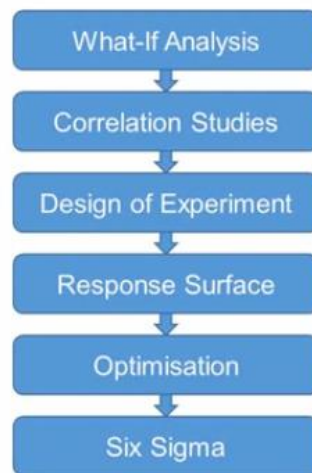 What-If Analysis
Correlation Studies
Design of Experiment
Response Surface
Optimisation
Six Sigma